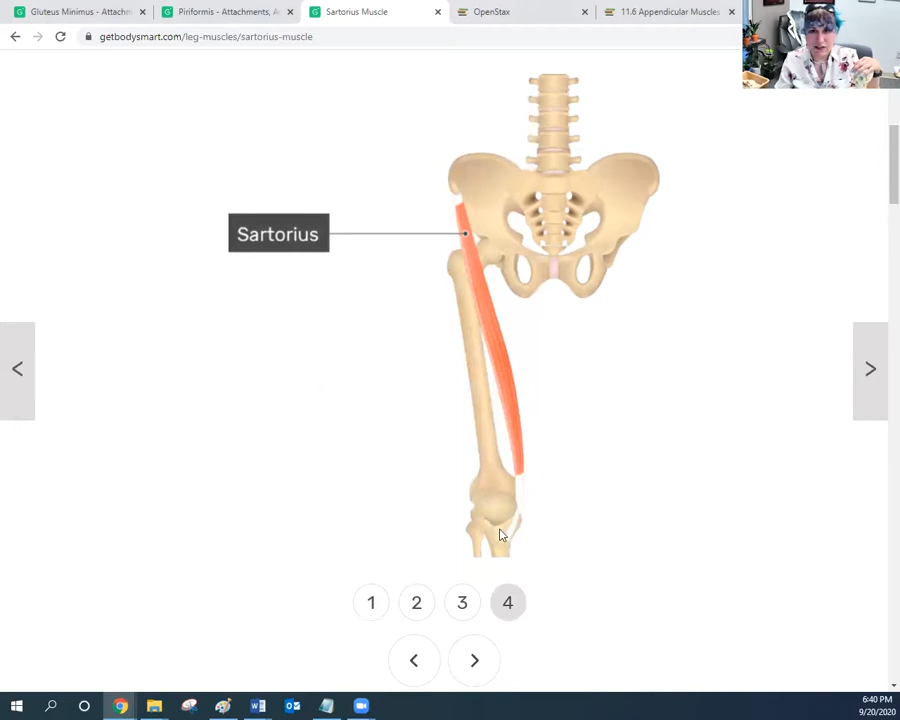 Gluteus Minimus - Attachm
Piriformis - Attachments, A
Sartorius Muscle
OpenStax
11.6 Appendicular Muscles
getbodysmart.com/leg-muscles/sartorius-muscle
Sartorius
1 2 3 4
6:40 PM
9/20/2020